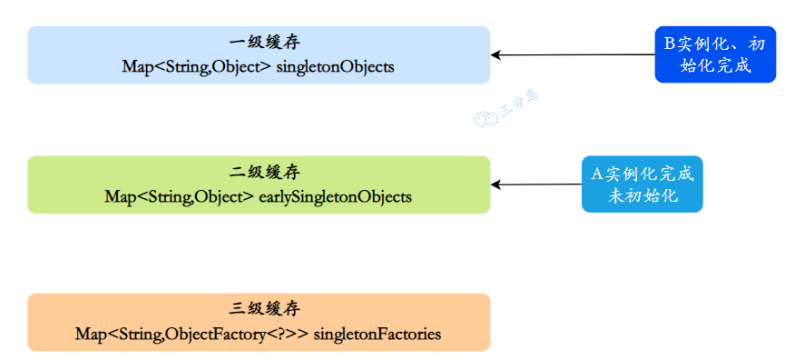 一级缓存
Map<String,Object> singletonObjects
B实例化、初
始化完成
三分恶
二级缓存
Map<String,Object> earlySingletonObjects
A实例化完成
未初始化
三级缓存
Map<String,ObjectFactory<?>> singletonFactories